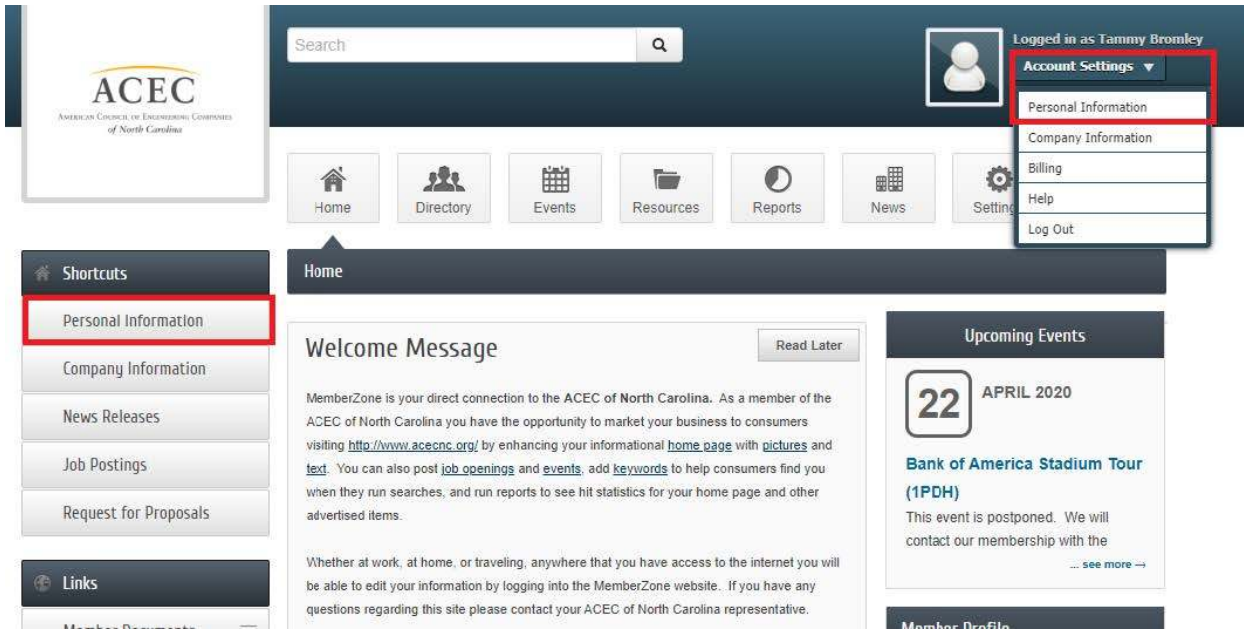 ACEC
AMERICAN COUNCIL OF ENGINEERING COMPANIES
of North Carolina
Search
Logged in as Tammy Bromley
Account Settings
Personal Information
Company Information
Billing
Help
Log Out
Home
Directory
Events
Resources
Reports
News
Setting
Shortcuts
Personal Information
Company Information
News Releases
Job Postings
Request for Proposals
Links
Member Documents
Home
Welcome Message
Read Later
MemberZone is your direct connection to the ACEC of North Carolina. As a member of the
ACEC of North Carolina you have the opportunity to market your business to consumers
visiting http://www.acecnc.org/ by enhancing your informational home page with pictures and
text. You can also post job openings and events, add keywords to help consumers find you
when they run searches, and run reports to see hit statistics for your home page and other
advertised items.
Whether at work, at home, or traveling, anywhere that you have access to the internet you will
be able to edit your information by logging into the MemberZone website. If you have any
questions regarding this site please contact your ACEC of North Carolina representative.
Upcoming Events
22
APRIL 2020
Bank of America Stadium Tour
(1PDH)
This event is postponed. We will
contact our membership with the
... see more →
Member Profile